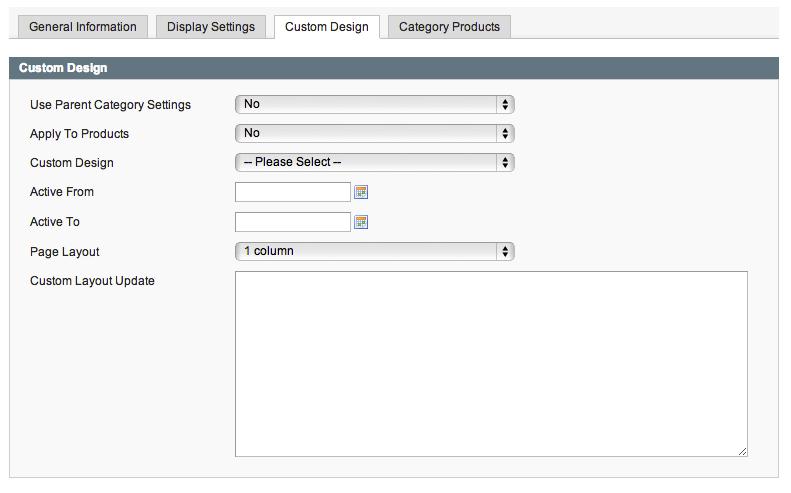 General Information
Display Settings
Custom Design
Category Products
Custom Design
Use Parent Category Settings
No
Apply To Products
No
Custom Design
-- Please Select --
Active From
Active To
Page Layout
1 column
Custom Layout Update